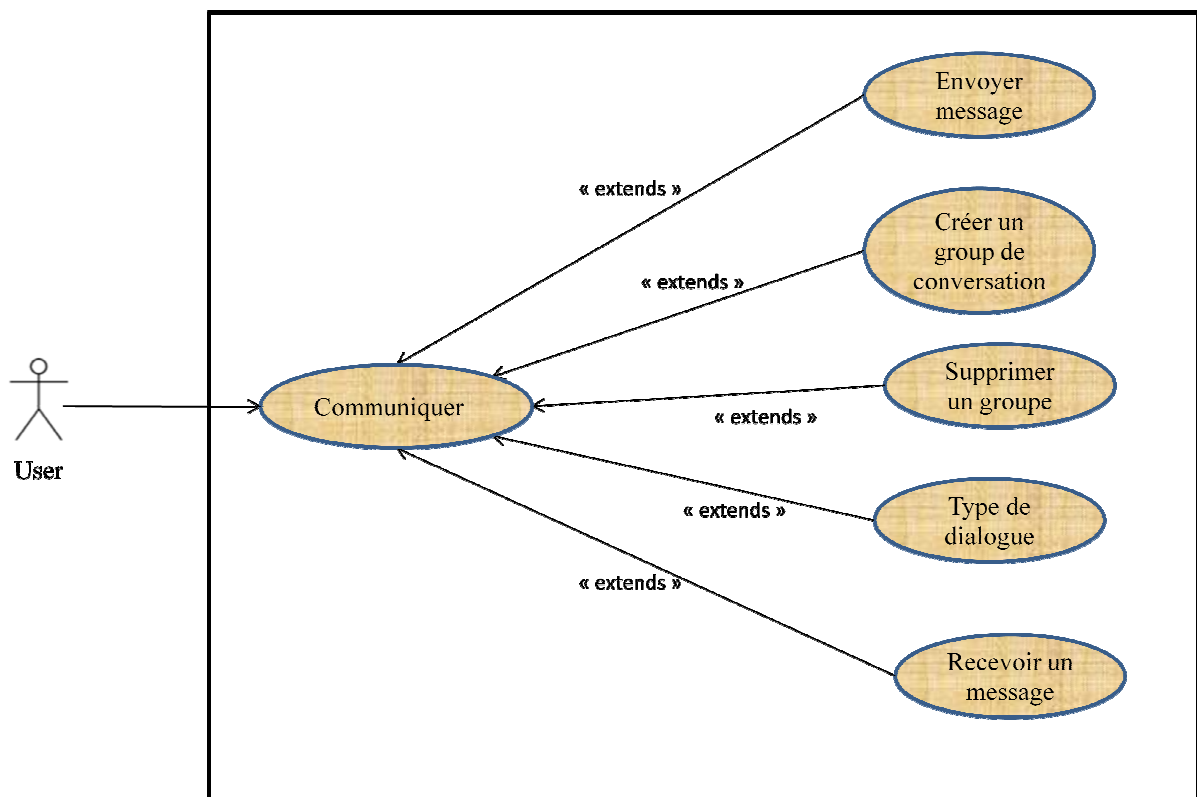 Envoyer
message
« extends »
Créer un
group de
conversation
« extends »
Supprimer
un groupe
« extends »
Communiquer
User
Type de
dialogue
« extends »
Recevoir un
message
« extends »